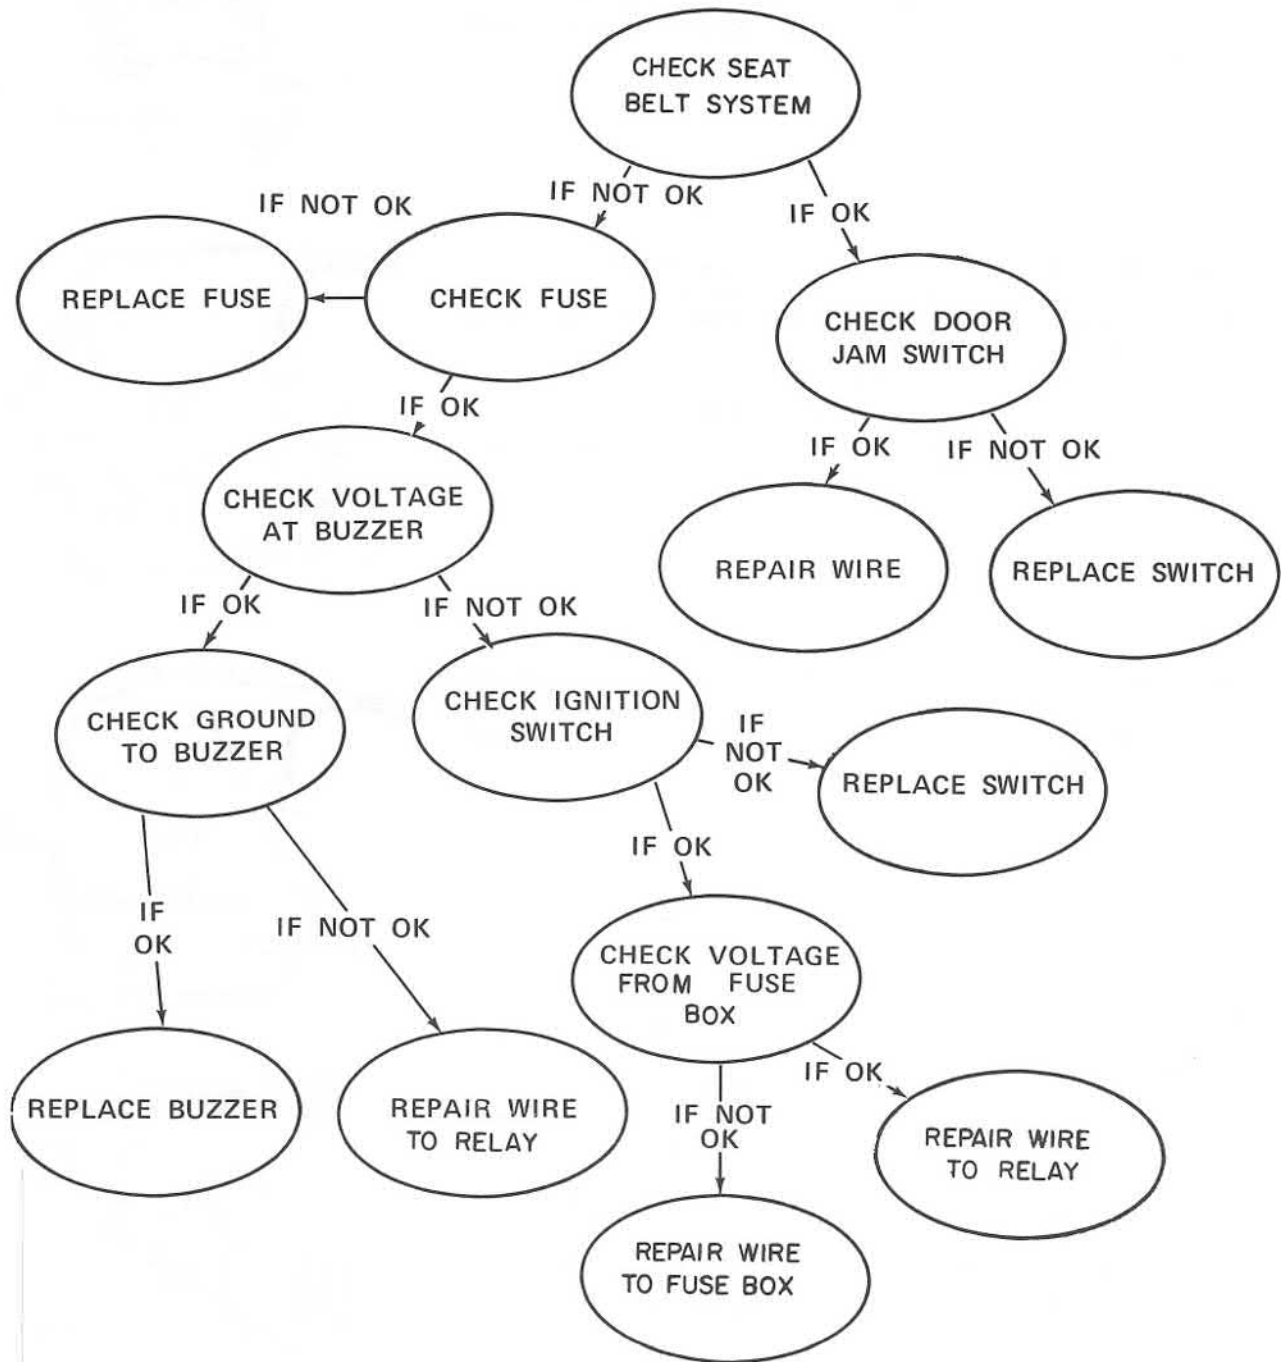 CHECK SEAT
BELT SYSTEM
IF NOT OK
IF NOT OK
IF OK
REPLACE FUSE
CHECK FUSE
CHECK DOOR
JAM SWITCH
IF OK
IF OK
IF NOT OK
CHECK VOLTAGE
AT BUZZER
REPAIR WIRE
REPLACE SWITCH
IF OK
IF NOT OK
CHECK GROUND
TO BUZZER
CHECK IGNITION
SWITCH
IF
NOT
OK
REPLACE SWITCH
IF OK
IF
OK
IF NOT OK
CHECK VOLTAGE
FROM FUSE
BOX
IF OK
REPLACE BUZZER
REPAIR WIRE
TO RELAY
IF NOT
OK
REPAIR WIRE
TO RELAY
REPAIR WIRE
TO FUSE BOX